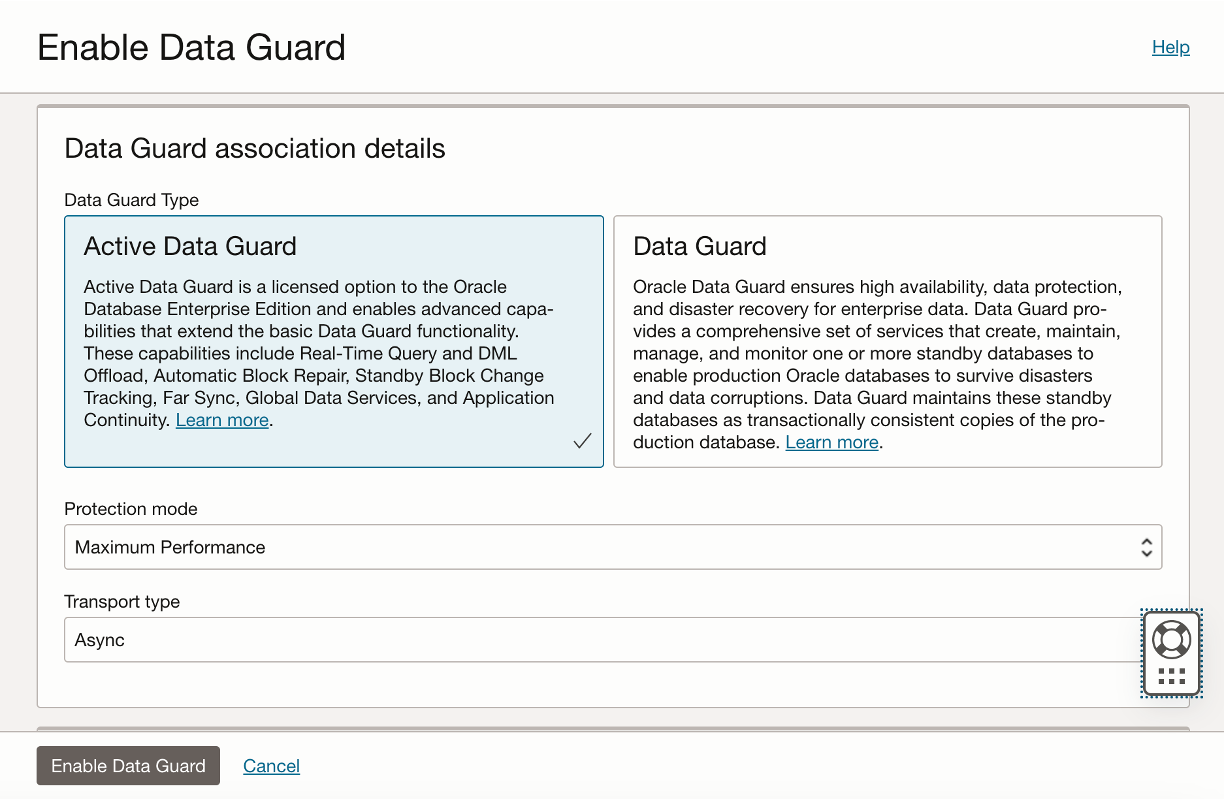 Enable Data Guard
Help
Data Guard association details
Data Guard Type
Active Data Guard
Active Data Guard is a licensed option to the Oracle
Database Enterprise Edition and enables advanced capa-
bilities that extend the basic Data Guard functionality.
These capabilities include Real-Time Query and DML
Offload, Automatic Block Repair, Standby Block Change
Tracking, Far Sync, Global Data Services, and Application
Continuity. Learn more.
Data Guard
Oracle Data Guard ensures high availability, data protection,
and disaster recovery for enterprise data. Data Guard pro-
vides a comprehensive set of services that create, maintain,
manage, and monitor one or more standby databases to
enable production Oracle databases to survive disasters
and data corruptions. Data Guard maintains these standby
databases as transactionally consistent copies of the pro-
duction database. Learn more.
Protection mode
Maximum Performance
Transport type
Async
Enable Data Guard
Cancel